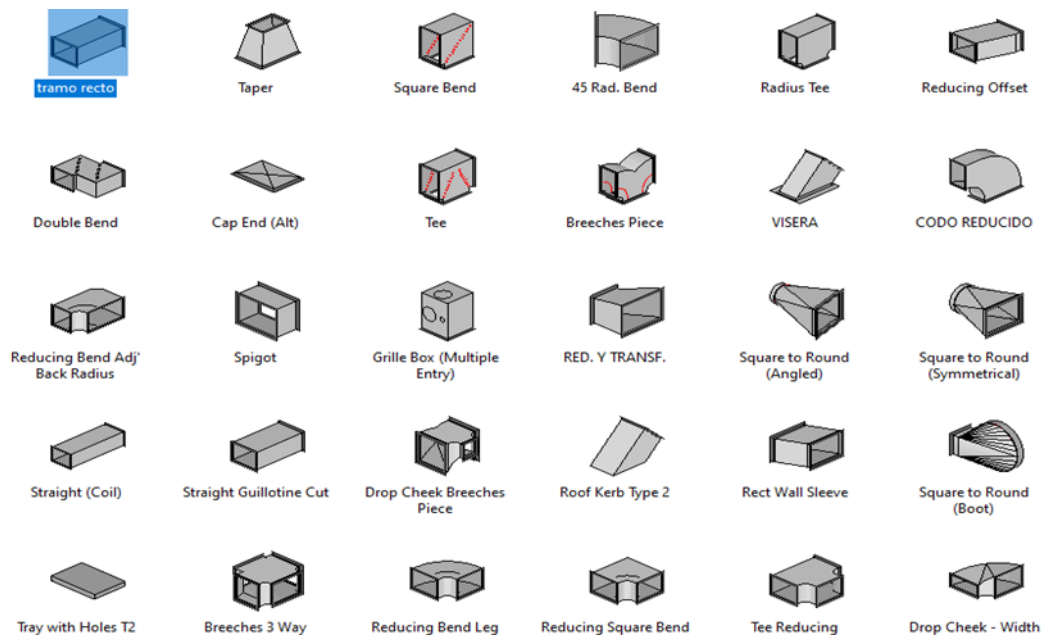 tramo recto
Taper
Square Bend
45 Rad. Bend
Radius Tee
Reducing Offset
Double Bend
Cap End (Alt)
Tee
Breeches Piece
VISERA
CODO REDUCIDO
Reducing Bend Adj'
Back Radius
Spigot
Grille Box (Multiple
Entry)
RED. Y TRANSF.
Square to Round
(Angled)
Square to Round
(Symmetrical)
Straight (Coil)
Straight Guillotine Cut
Drop Cheek Breeches
Piece
Roof Kerb Type 2
Rect Wall Sleeve
Square to Round
(Boot)
Tray with Holes T2
Breeches 3 Way
Reducing Bend Leg
Reducing Square Bend
Tee Reducing
Drop Cheek - Width